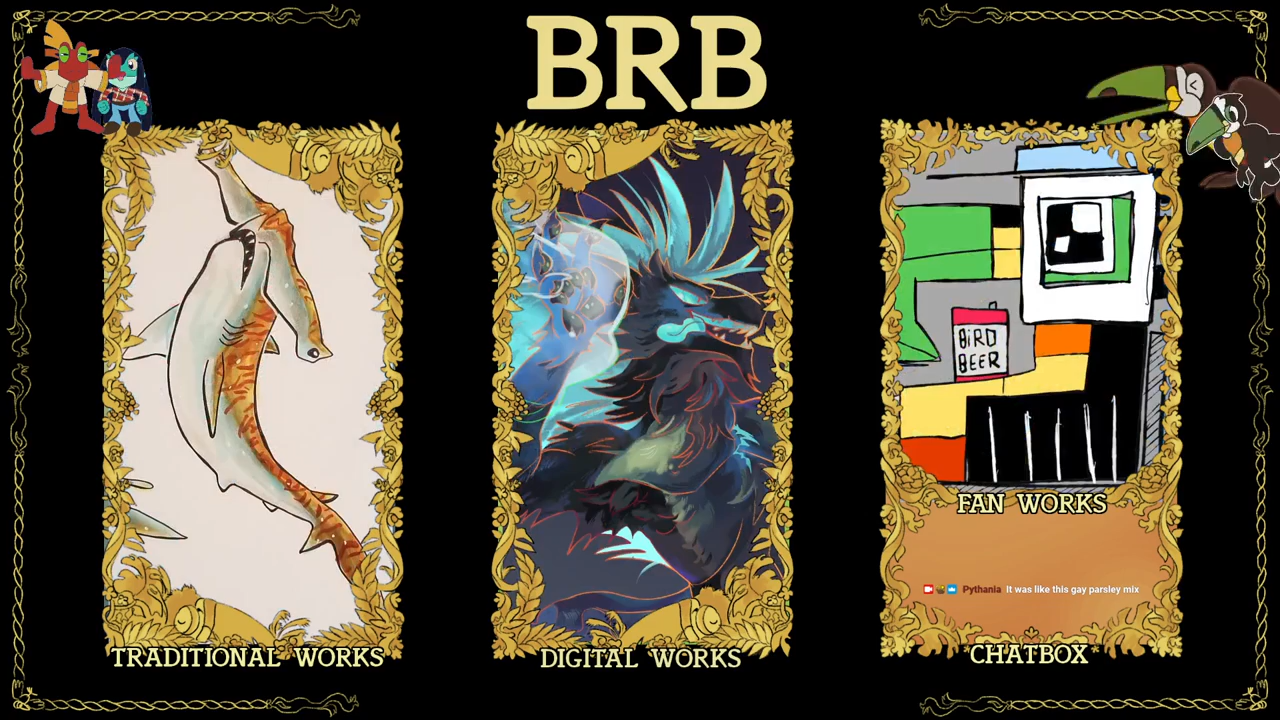 BRB
BiRD
BEER
FAN WORKS
Pythania It was like this gay parsley mix
TRADITIONAL WORKS
DIGITAL WORKS
CHATBOX